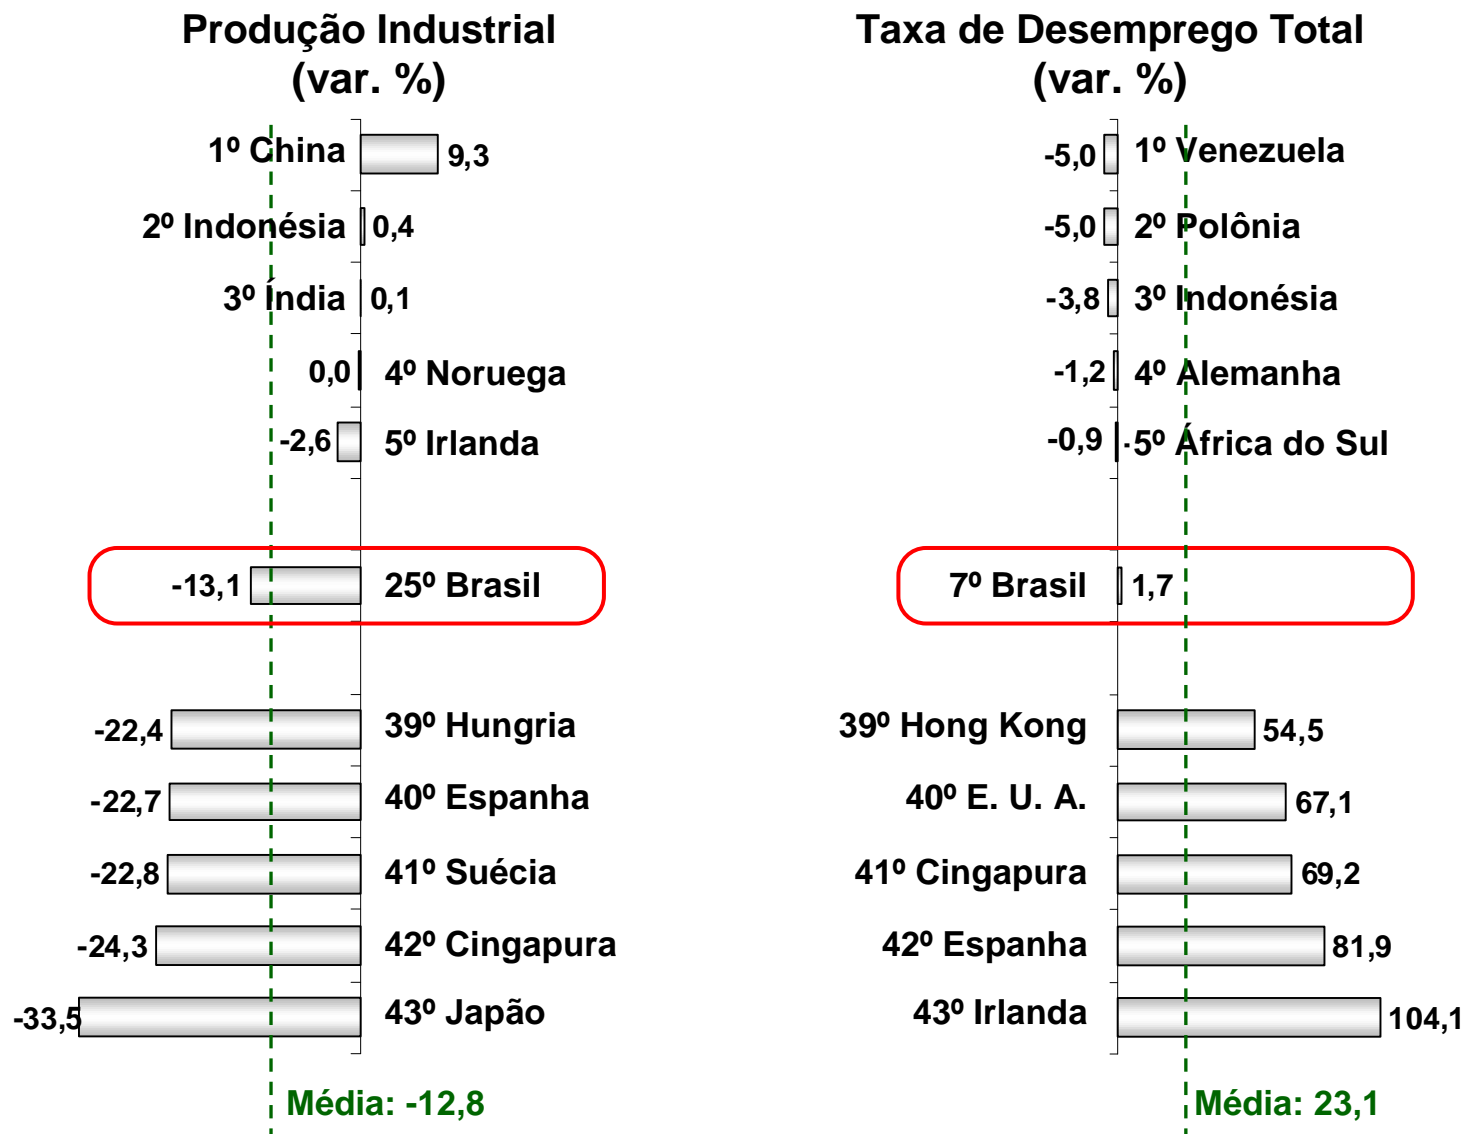 Produção Industrial
(var. %)
1º China 9,3
2º Indonésia 0,4
3º Índia 0,1
0,0 4º Noruega
-2,6 5º Irlanda
-13,1 25º Brasil
-22,4 39º Hungria
-22,7 40º Espanha
-22,8 41º Suécia
-24,3 42º Cingapura
-33,5 43º Japão
Média: -12,8
Taxa de Desemprego Total
(var. %)
-5,0 1º Venezuela
-5,0 2º Polônia
-3,8 3º Indonésia
-1,2 4º Alemanha
-0,9 5º África do Sul
7º Brasil 1,7
39º Hong Kong 54,5
40º E. U. A. 67,1
41º Cingapura 69,2
42º Espanha 81,9
43º Irlanda 104,1
Média: 23,1